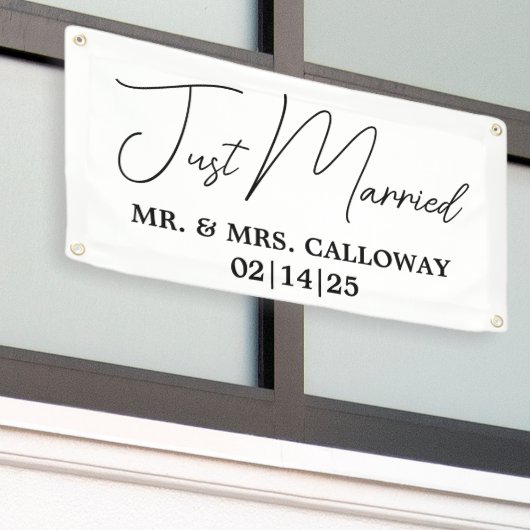 Just Married
MR. & MRS. CALLOWAY
02|14|25